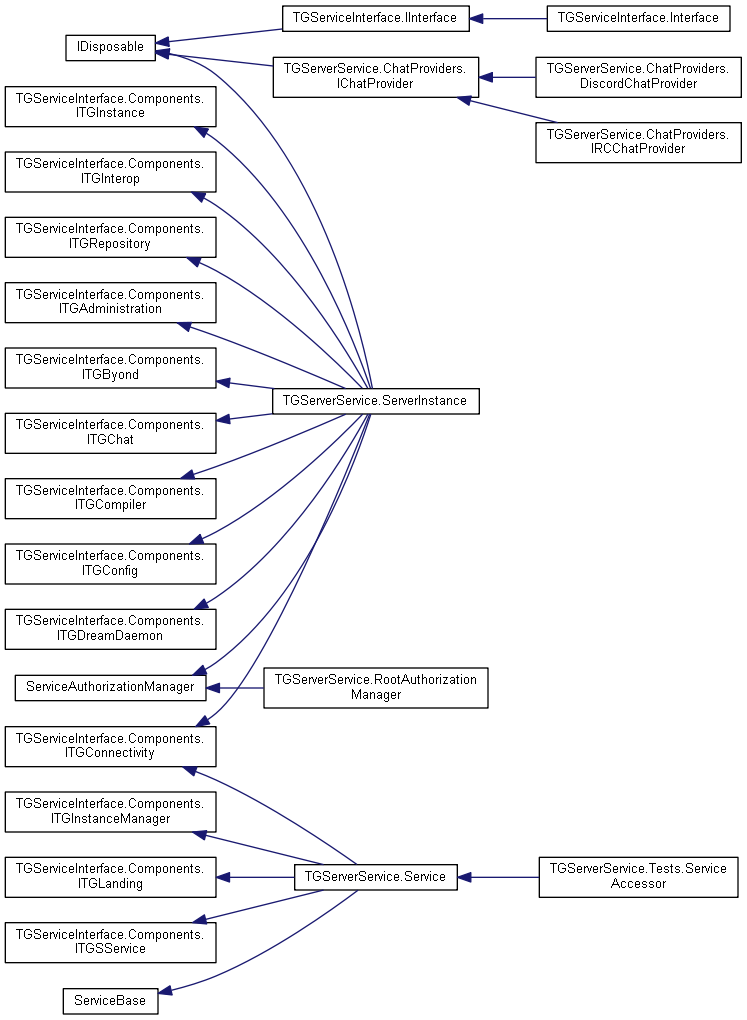 TGServiceInterface.IInterface
TGServiceInterface.Interface
IDisposable
TGServerService.ChatProviders.
IChatProvider
TGServerService.ChatProviders.
DiscordChatProvider
TGServerService.ChatProviders.
IRCChatProvider
TGServiceInterface.Components.
ITGInstance
TGServiceInterface.Components.
ITGInterop
TGServiceInterface.Components.
ITGRepository
TGServiceInterface.Components.
ITGAdministration
TGServiceInterface.Components.
ITGByond
TGServerService.ServerInstance
TGServiceInterface.Components.
ITGChat
TGServiceInterface.Components.
ITGCompiler
TGServiceInterface.Components.
ITGConfig
TGServiceInterface.Components.
ITGDreamDaemon
ServiceAuthorizationManager
TGServerService.RootAuthorization
Manager
TGServiceInterface.Components.
ITGConnectivity
TGServiceInterface.Components.
ITGInstanceManager
TGServiceInterface.Components.
ITGLanding
TGServerService.Service
TGServerService.Tests.Service
Accessor
TGServiceInterface.Components.
ITGSService
ServiceBase